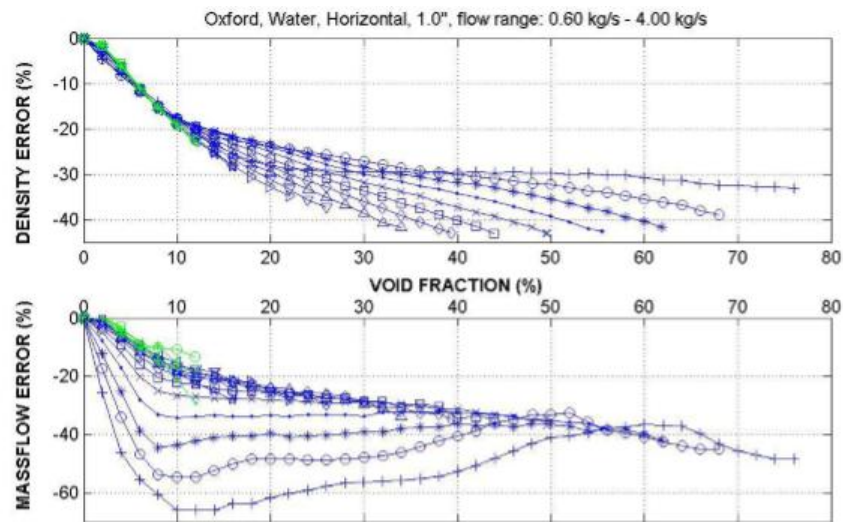 Oxford, Water, Horizontal, 1.0", flow range: 0.60 kg/s - 4.00 kg/s
DENSITY ERROR (%)
0
-10
-20
-30
-40
0 10 20 30 40 50 60 70 80
VOID FRACTION (%)
MASSFLOW ERROR (%)
0
-20
-40
-60
0 10 20 30 40 50 60 70 80